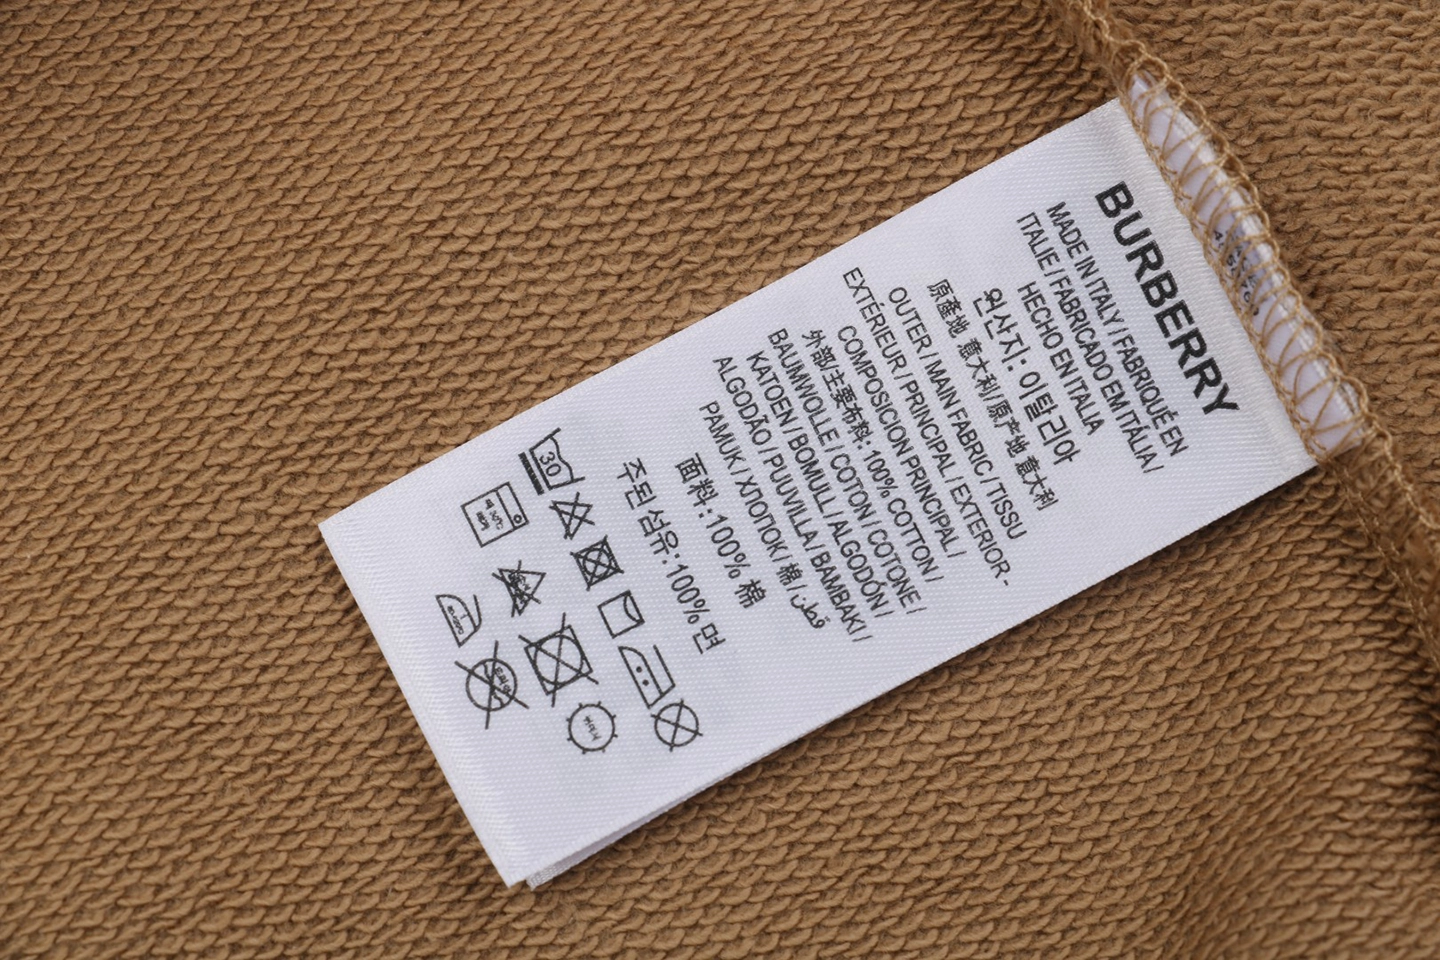 BURBERRY
MADE IN ITALY / FABRIQUÉ EN
ITALIE / FABRICADO EM ITÁLIA /
HECHO EN ITALIA
원산지: 이탈리아
原產地 意大利/原产地 意大利
OUTER / MAIN FABRIC / TISSU
EXTÉRIEUR / PRINCIPAL / EXTERIOR-
COMPOSICION PRINCIPAL /
外部/主要布料: 100% COTTON /
BAUMWOLLE / COTON / COTONE /
KATOEN / BOMULL / ALGODÓN /
ALGODÃO / PUUVILLA / BAMBAKI /
PAMUK / ХЛОПОК / 棉 / قطن
面料:100% 棉
주된 섬유:100% 면
30